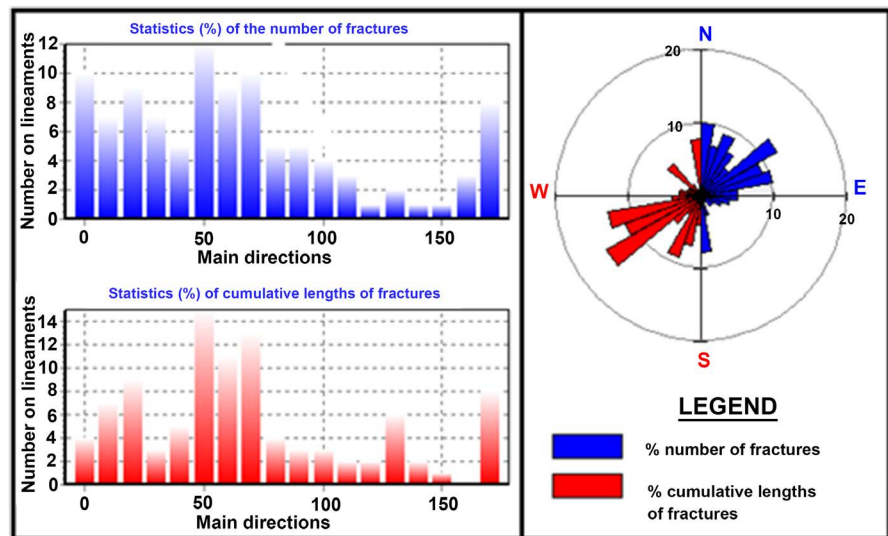 Statistics (%) of the number of fractures
Number on lineaments
12
10
8
6
4
2
0
0 50 100 150
Main directions
Statistics (%) of cumulative lengths of fractures
Number on lineaments
14
12
10
8
6
4
2
0
0 50 100 150
Main directions
N
20
10
W
E
10
20
S
LEGEND
% number of fractures
% cumulative lengths
of fractures